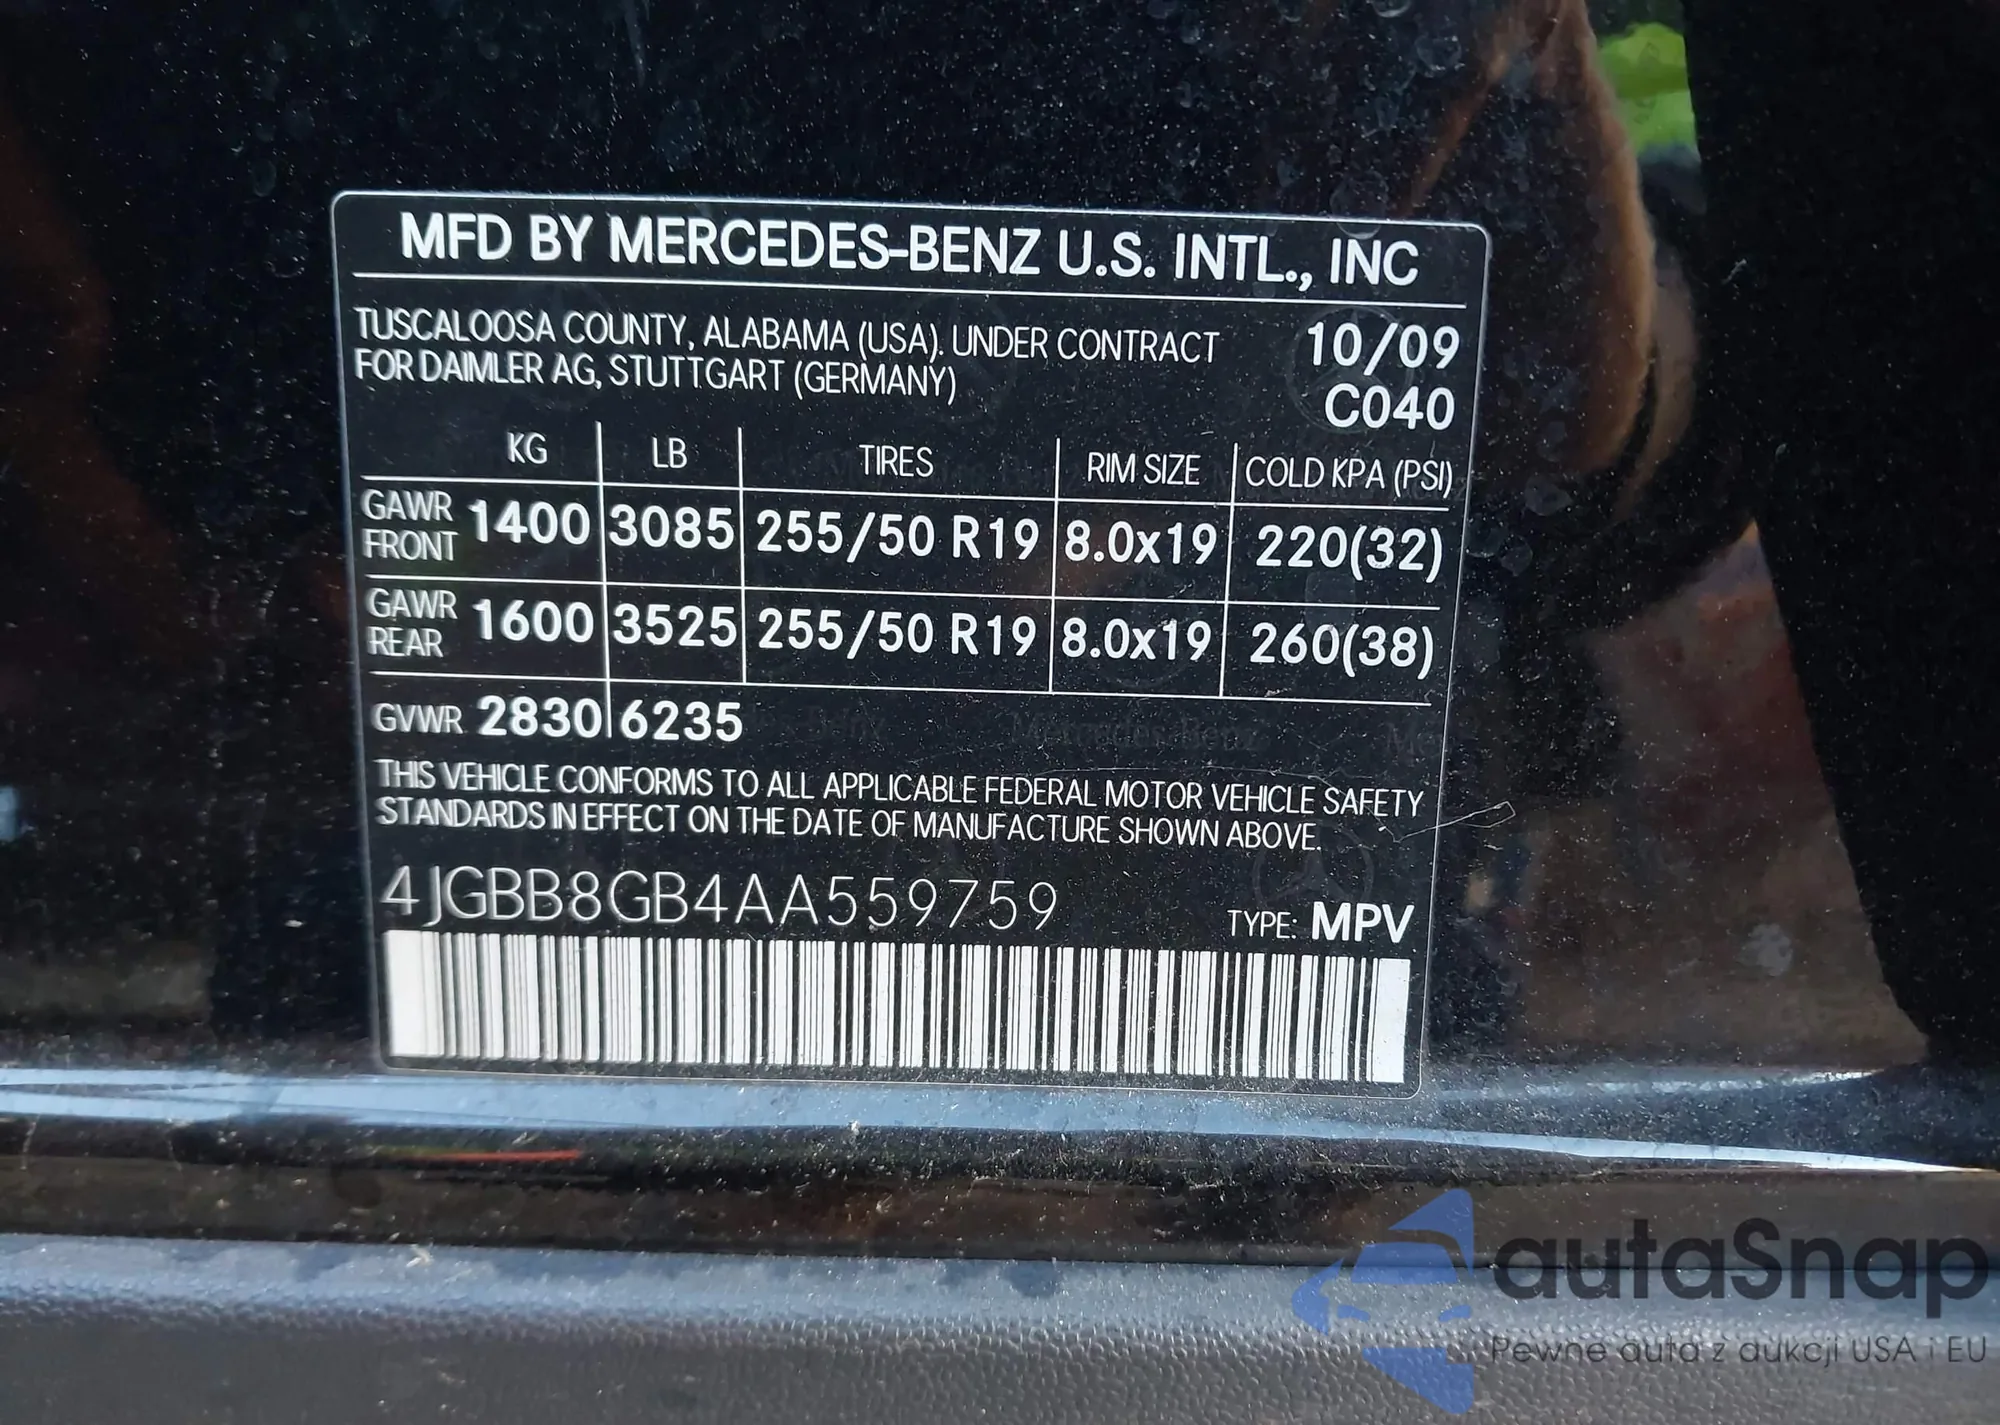 MFD BY MERCEDES-BENZ U.S. INTL., INC
TUSCALOOSA COUNTY, ALABAMA (USA). UNDER CONTRACT
FOR DAIMLER AG, STUTTGART (GERMANY)
10/09
C040
KG LB TIRES RIM SIZE COLD KPA (PSI)
GAWR FRONT 1400 3085 255/50 R19 8.0x19 220(32)
GAWR REAR 1600 3525 255/50 R19 8.0x19 260(38)
GVWR 2830 6235
THIS VEHICLE CONFORMS TO ALL APPLICABLE FEDERAL MOTOR VEHICLE SAFETY
STANDARDS IN EFFECT ON THE DATE OF MANUFACTURE SHOWN ABOVE.
4JGBB8GB4AA559759
TYPE: MPV
Mercedes-Benz
autaSnap
Pewne auta z aukcji USA i EU